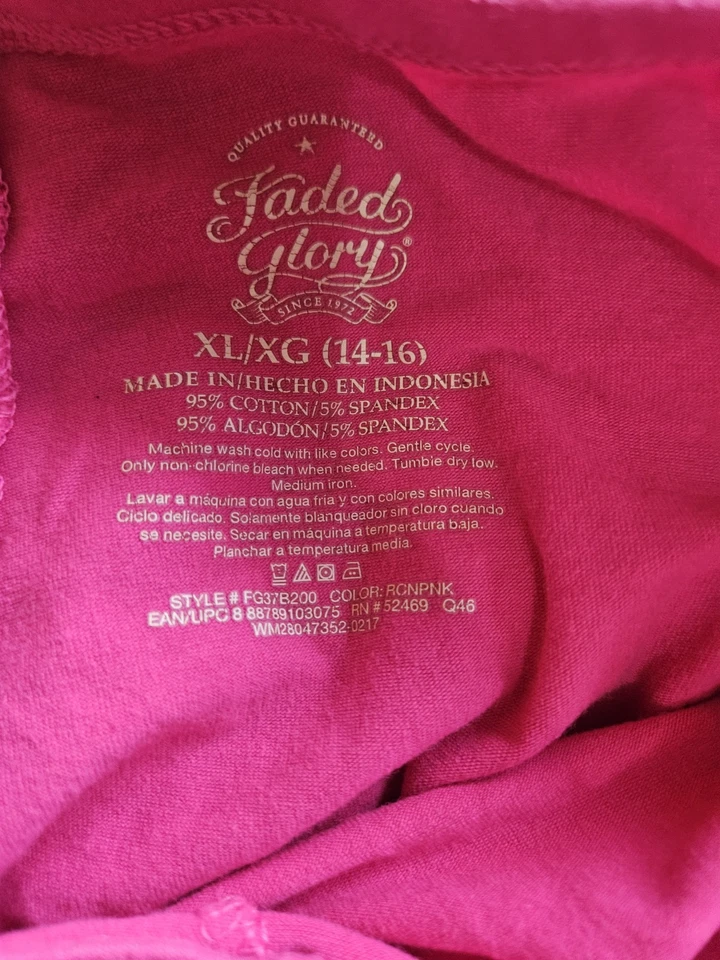 QUALITY GUARANTEED
Faded
Glory®
SINCE 1972
XL/XG (14-16)
MADE IN/HECHO EN INDONESIA
95% COTTON/5% SPANDEX
95% ALGODÓN/5% SPANDEX
Machine wash cold with like colors. Gentle cycle.
Only non-chlorine bleach when needed. Tumble dry low.
Medium iron.
Lavar a máquina con agua fria y con colores similares.
Ciclo delicado. Solamente blanqueador sin cloro cuando
se necesite. Secar en máquina a temperatura baja.
Planchar a temperatura media.
STYLE # FG37B200 COLOR: RCNPNK
EAN/UPC 8 88789103075 RN # 52469 Q46
WM28047352-0217